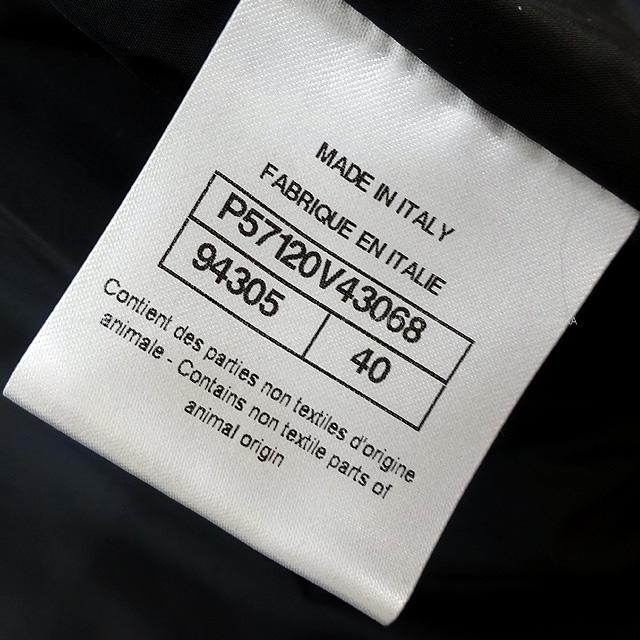 MADE IN ITALY
FABRIQUE EN ITALIE
P57120V43068
94305 40
Contient des parties non textiles d'origine
animale - Contains non textile parts of
animal origin